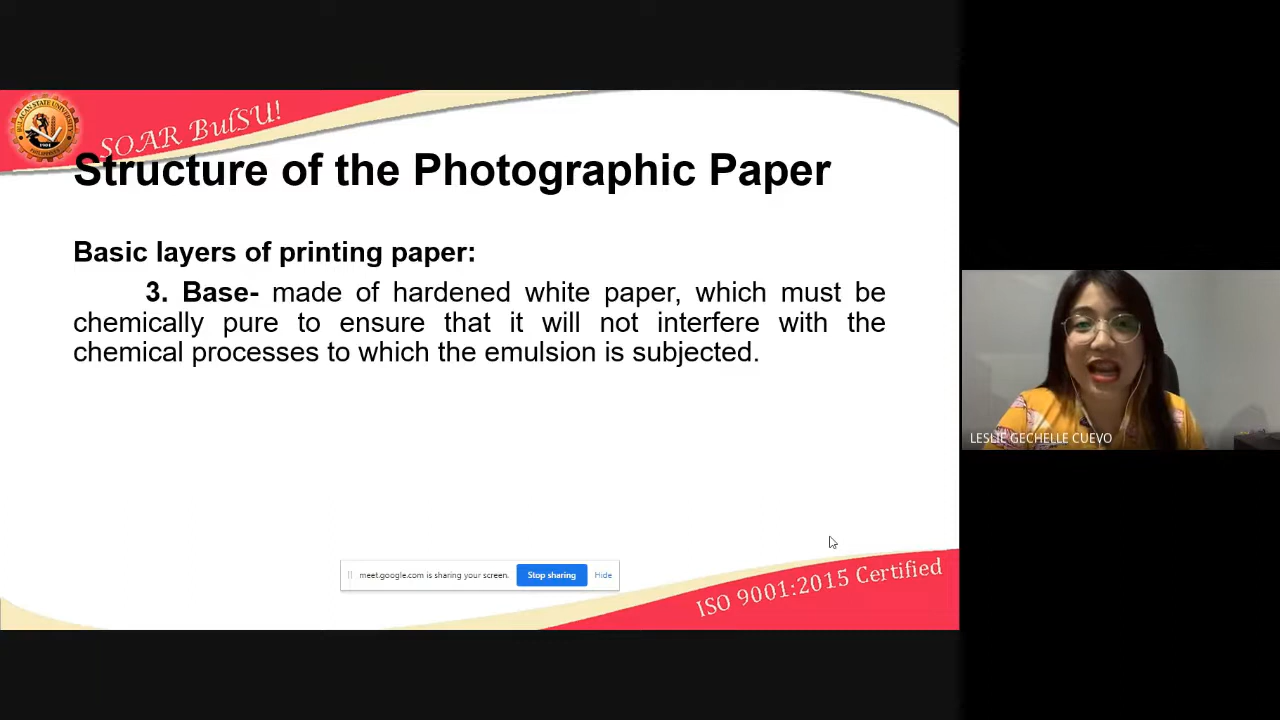 SOAR BulSU!
Structure of the Photographic Paper
Basic layers of printing paper:
3. Base- made of hardened white paper, which must be
chemically pure to ensure that it will not interfere with the
chemical processes to which the emulsion is subjected.
LESLIE GECHELLE CUEVO
meet.google.com is sharing your screen.
Stop sharing
Hide
ISO 9001:2015 Certified